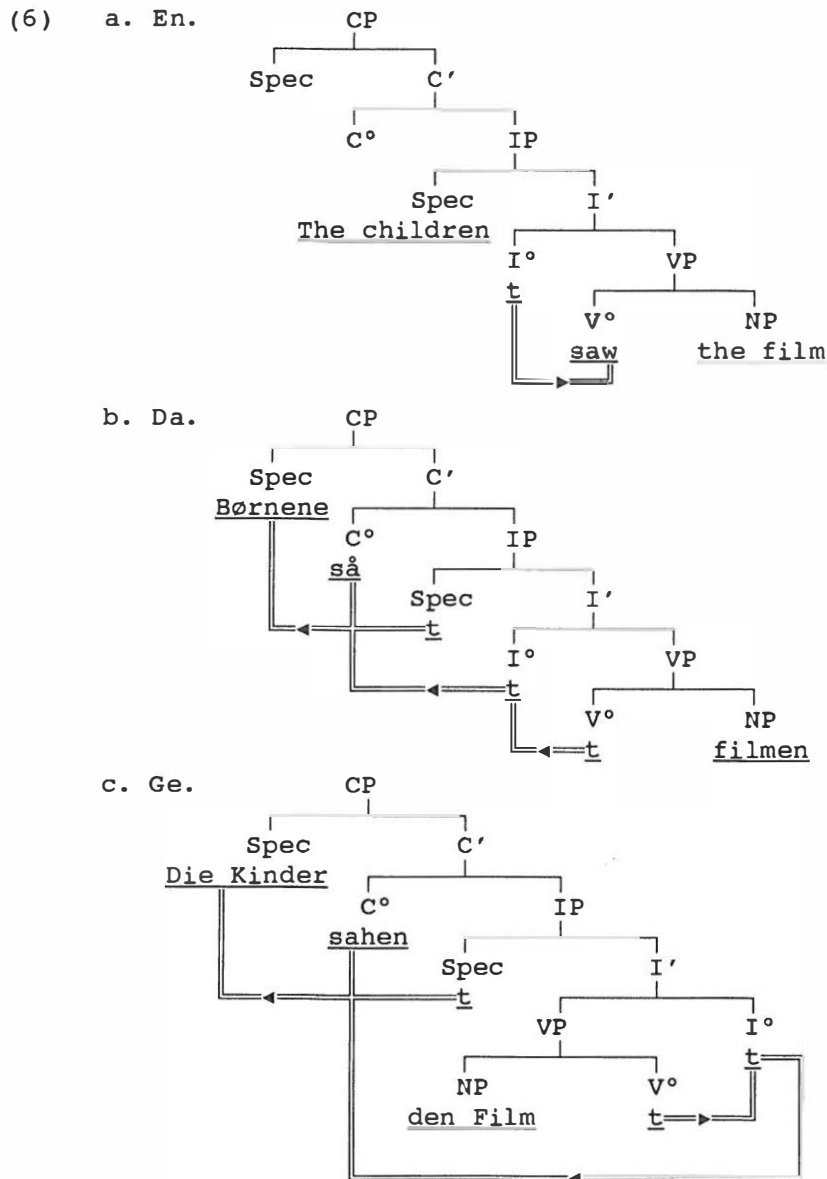 (6) a. En. CP
Spec C'
C° IP
Spec I'
The children
I° VP
t
V° NP
saw the film
b. Da. CP
Spec C'
Børnene
C° IP
så
Spec I'
t
I° VP
t
V° NP
t filmen
c. Ge. CP
Spec C'
Die Kinder
C° IP
sahen
Spec I'
t
VP I°
t
NP V°
den Film t